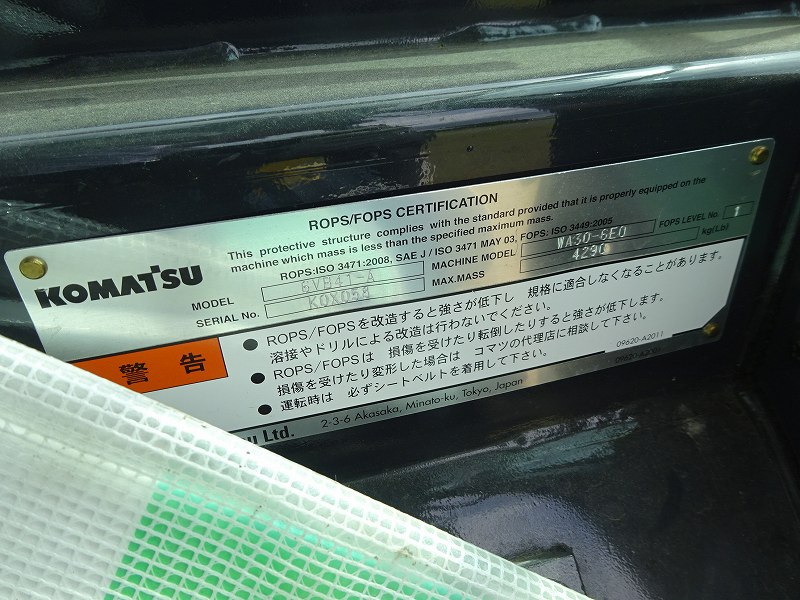 ROPS/FOPS CERTIFICATION
This protective structure complies with the standard provided that it is properly equipped on the
machine which mass is less than the specified maximum mass.
ROPS:ISO 3471:2008, SAE J / ISO 3471 MAY 03, FOPS: ISO 3449:2005
KOMATSU
MODEL
MACHINE MODEL WA30-6E0 FOPS LEVEL No. 1
SERIAL No. K0X058 MAX.MASS 4290 kg(Lb)
警告
● ROPS/FOPSを改造すると強さが低下し 規格に適合しなくなることがあります。
溶接やドリルによる改造は行わないでください。
● ROPS/FOPSは 損傷を受けたり転倒したりすると強さが低下します。
損傷を受けたり変形した場合は コマツの代理店に相談して下さい。
● 運転時は 必ずシートベルトを着用して下さい。
09620-A2011
09620-A2001
Ltd. 2-3-6 Akasaka, Minato-ku, Tokyo, Japan